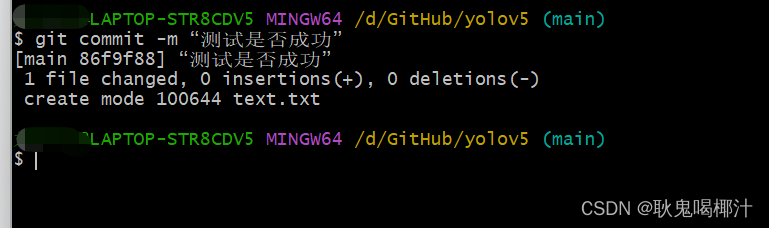 LAPTOP-STR8CDV5 MINGW64 /d/GitHub/yolov5 (main)
$ git commit -m “测试是否成功”
[main 86f9f88] “测试是否成功”
1 file changed, 0 insertions(+), 0 deletions(-)
create mode 100644 text.txt
LAPTOP-STR8CDV5 MINGW64 /d/GitHub/yolov5 (main)
$
CSDN @耿鬼喝椰汁